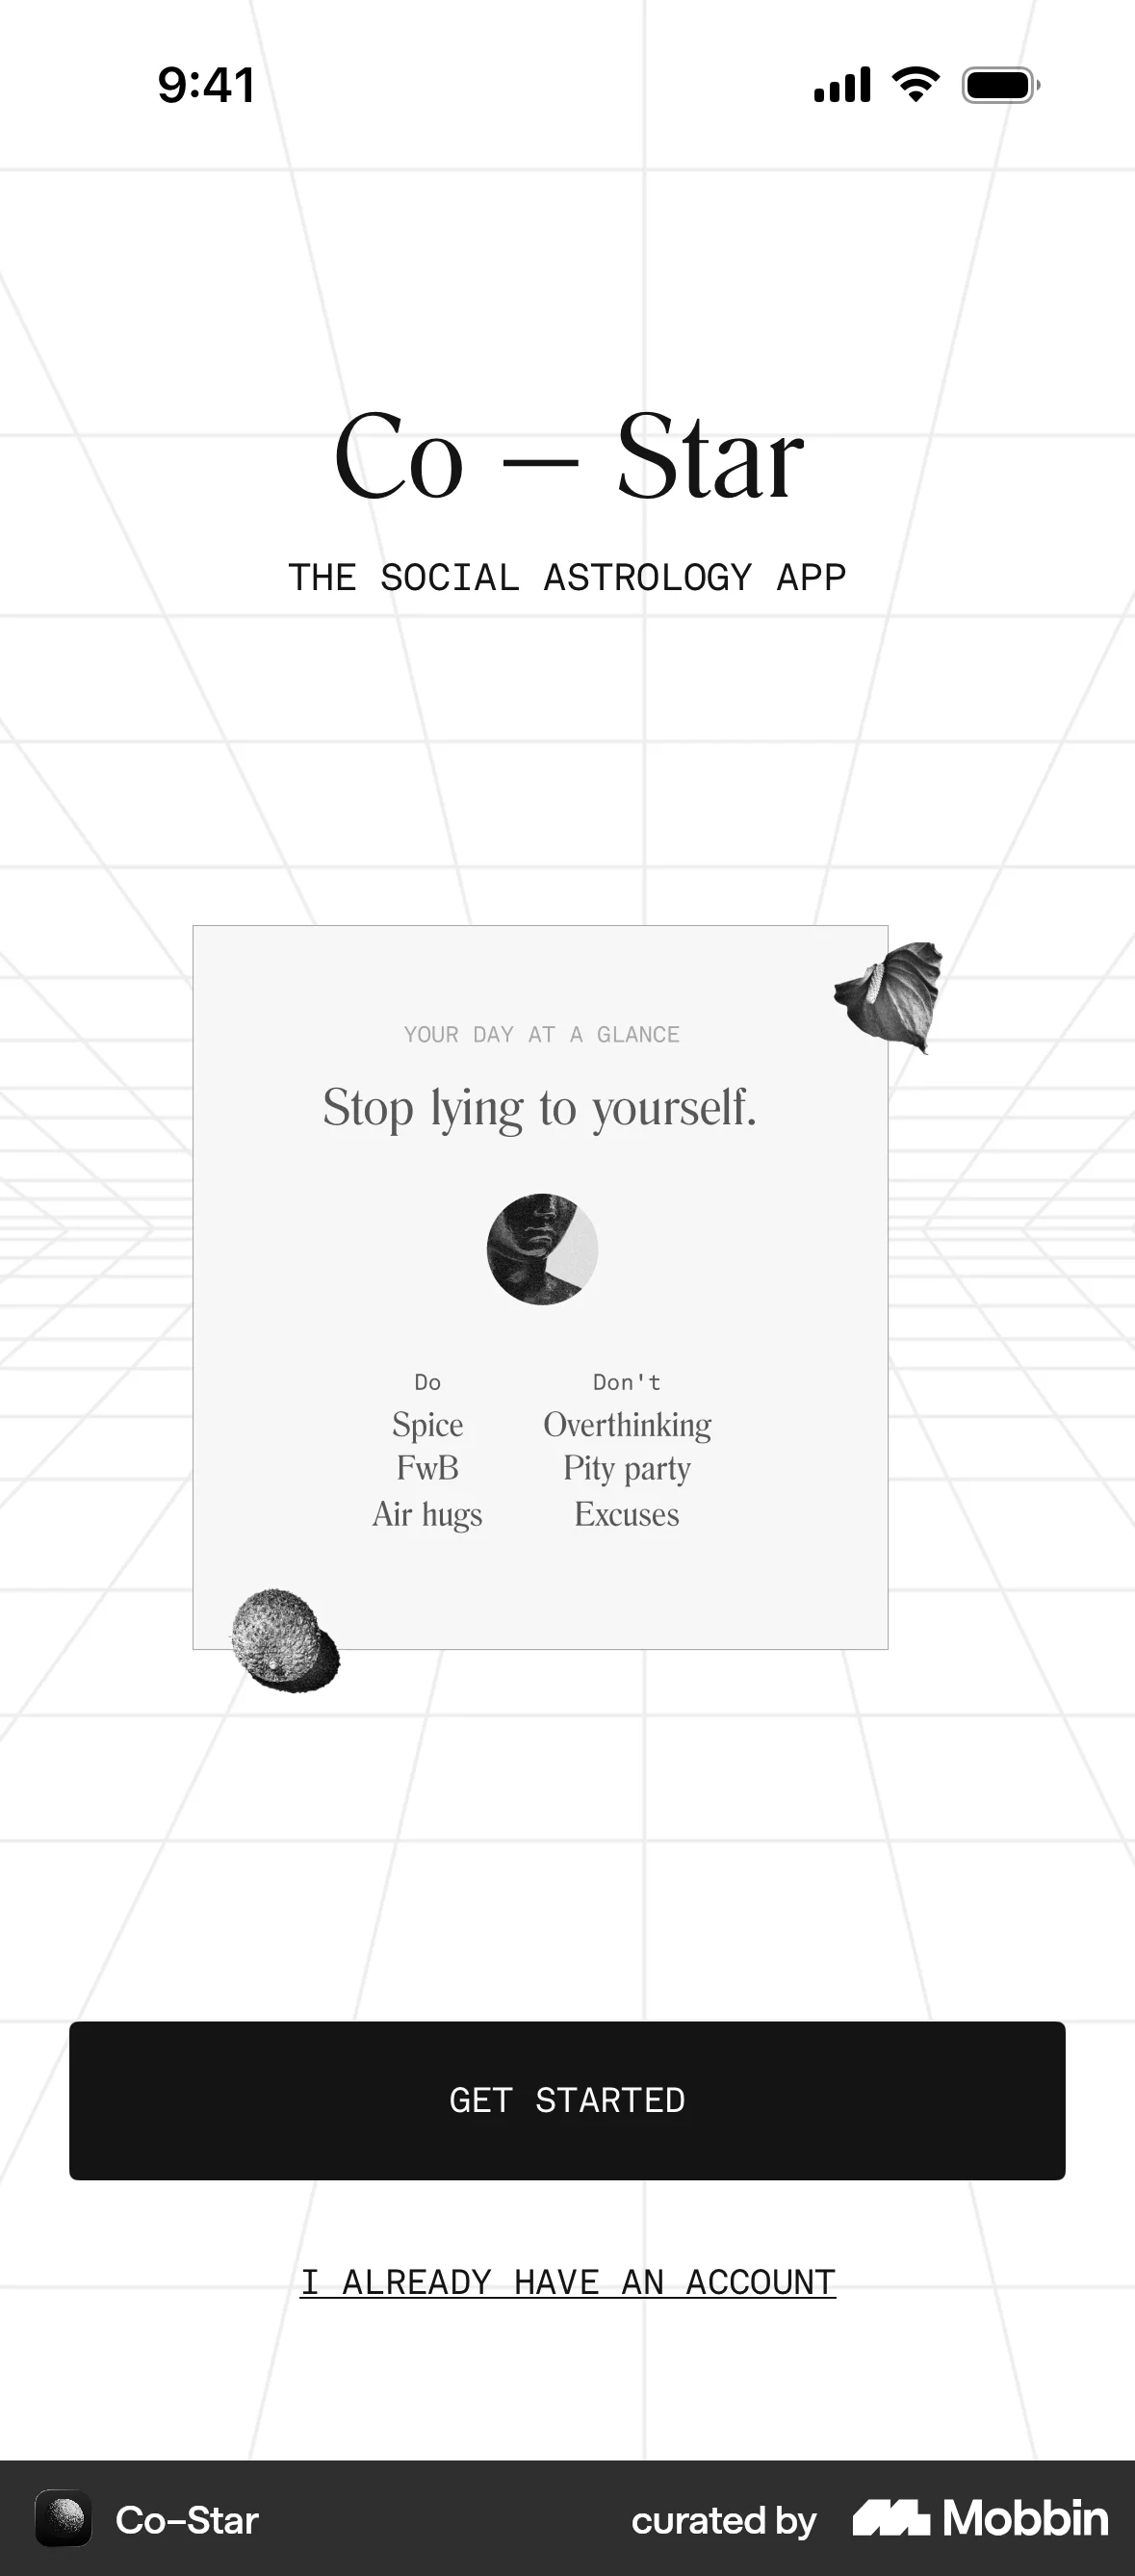 9:41
Co — Star
THE SOCIAL ASTROLOGY APP
YOUR DAY AT A GLANCE
Stop lying to yourself.
Do Don't
Spice Overthinking
FwB Pity party
Air hugs Excuses
GET STARTED
I ALREADY HAVE AN ACCOUNT
Co–Star curated by Mobbin